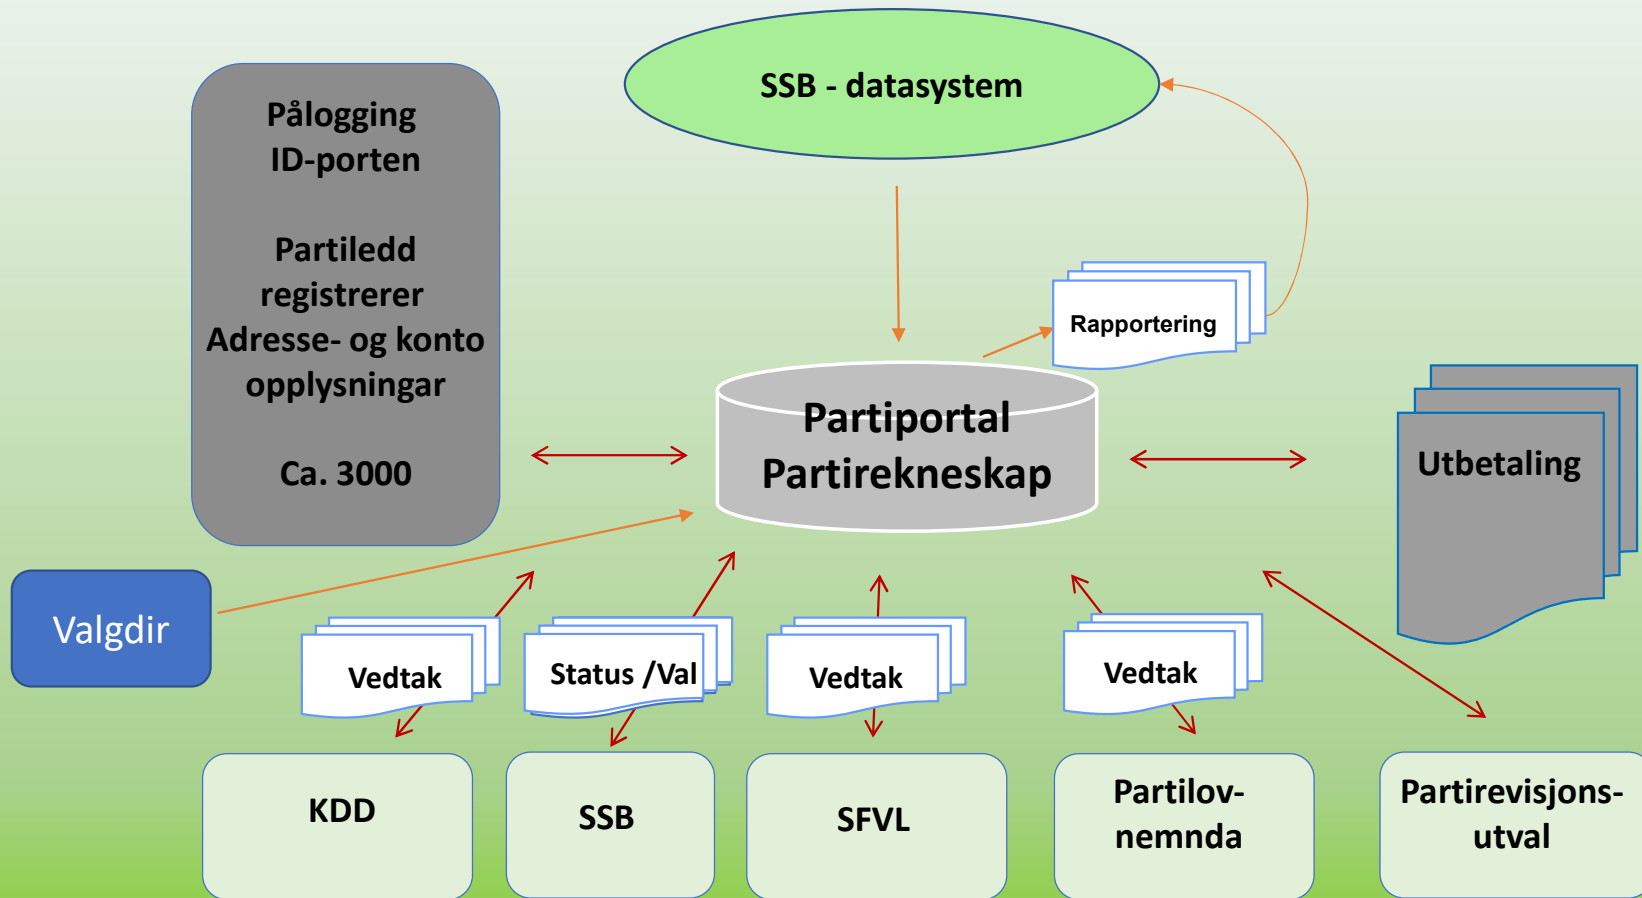 SSB - datasystem
Pålogging
ID-porten
Partiledd
registrerer
Adresse- og konto
opplysningar
Ca. 3000
Rapportering
Partiportal
Partirekneskap
Utbetaling
Valgdir
Vedtak
Status /Val
Vedtak
Vedtak
KDD
SSB
SFVL
Partilov-
nemnda
Partirevisjons-
utval